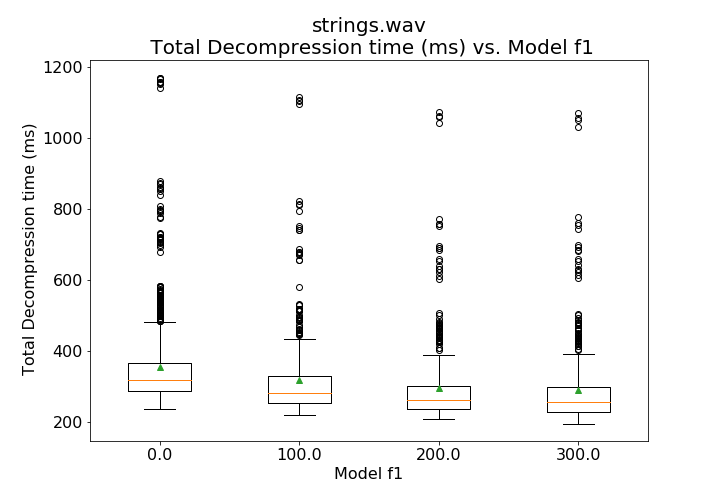 strings.wav
Total Decompression time (ms) vs. Model f1
Total Decompression time (ms)
1200
1000
800
600
400
200
0.0 100.0 200.0 300.0
Model f1